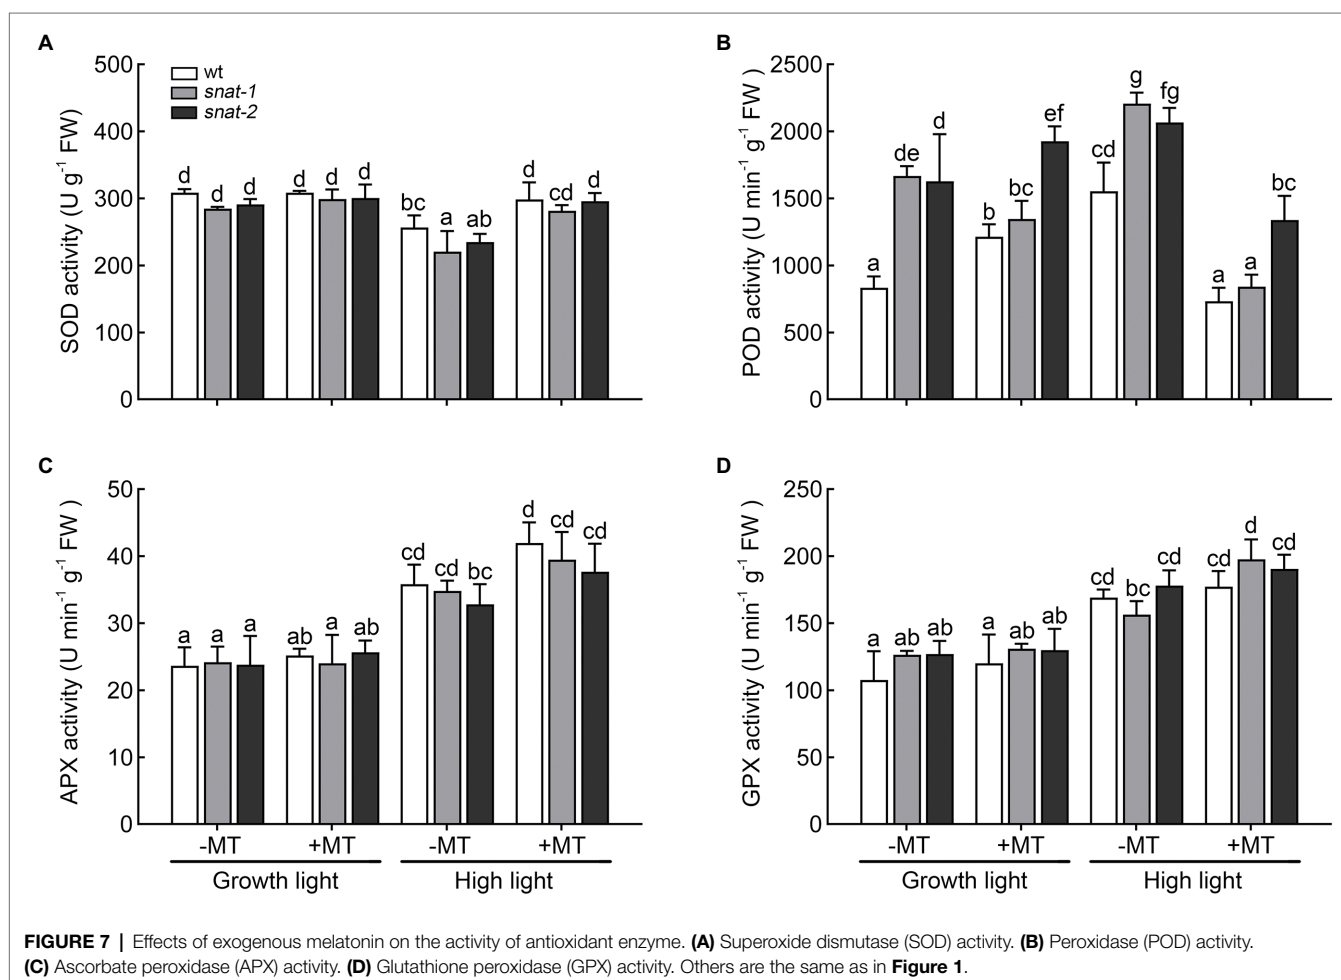 A
B
SOD activity (U g⁻¹ FW)
500
400
300
200
100
0
wt
snat-1
snat-2
d d d
d d d
bc a ab
d cd d
POD activity (U min⁻¹ g⁻¹ FW )
2500
2000
1500
1000
500
0
a de d
b bc ef
cd g fg
a a bc
C
D
APX activity (U min⁻¹ g⁻¹ FW )
50
40
30
20
10
0
a a a
ab a ab
cd cd bc
d cd cd
-MT +MT -MT +MT
Growth light High light
GPX activity (U min⁻¹ g⁻¹ FW )
250
200
150
100
50
0
a ab ab
a ab ab
cd bc cd
cd d cd
-MT +MT -MT +MT
Growth light High light
FIGURE 7 | Effects of exogenous melatonin on the activity of antioxidant enzyme. (A) Superoxide dismutase (SOD) activity. (B) Peroxidase (POD) activity.
(C) Ascorbate peroxidase (APX) activity. (D) Glutathione peroxidase (GPX) activity. Others are the same as in Figure 1.